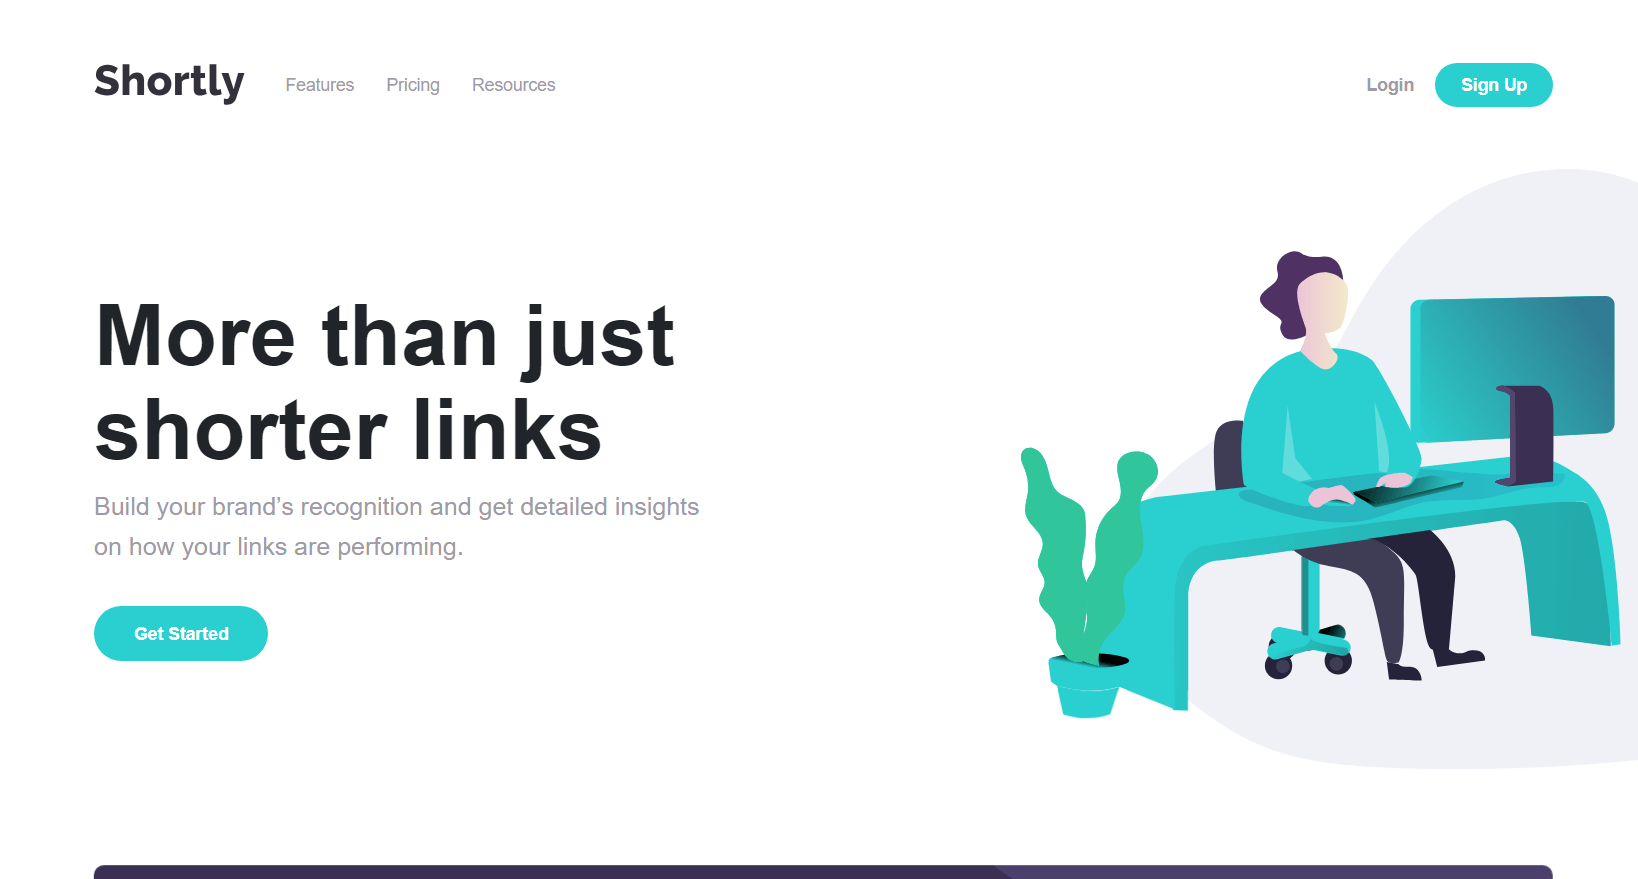 Shortly Features Pricing Resources Login Sign Up
More than just
shorter links
Build your brand’s recognition and get detailed insights
on how your links are performing.
Get Started